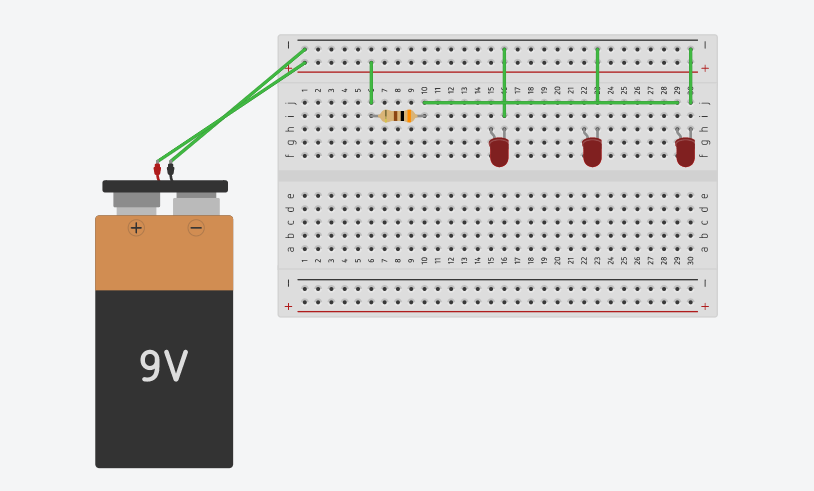 − −
+ +
1 2 3 4 5 6 7 8 9 10 11 12 13 14 15 16 17 18 19 20 21 22 23 24 25 26 27 28 29 30
j j
i i
h h
g g
f f
+ −
e e
d d
c c
b b
a a
1 2 3 4 5 6 7 8 9 10 11 12 13 14 15 16 17 18 19 20 21 22 23 24 25 26 27 28 29 30
− −
+ +
9V